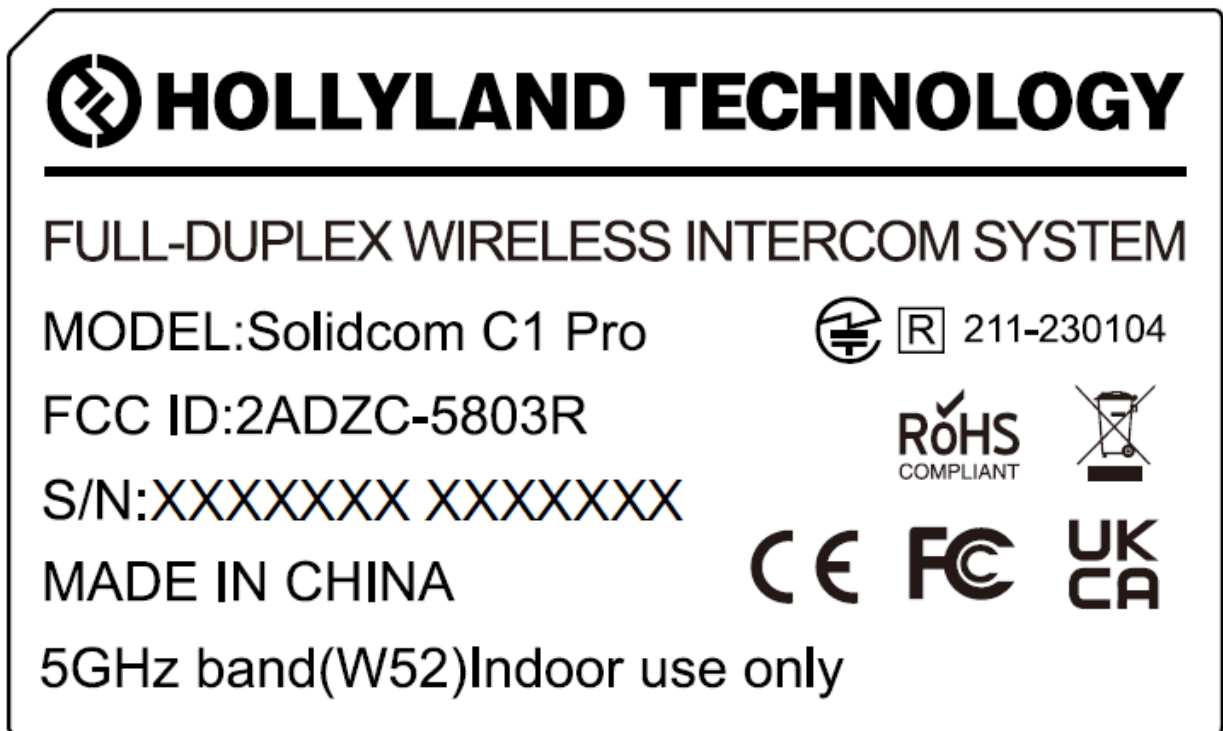 HOLLYLAND TECHNOLOGY
FULL-DUPLEX WIRELESS INTERCOM SYSTEM
MODEL:Solidcom C1 Pro
R 211-230104
FCC ID:2ADZC-5803R
RoHS
COMPLIANT
S/N:XXXXXXX XXXXXXX
MADE IN CHINA
CE FC UK
CA
5GHz band(W52)Indoor use only